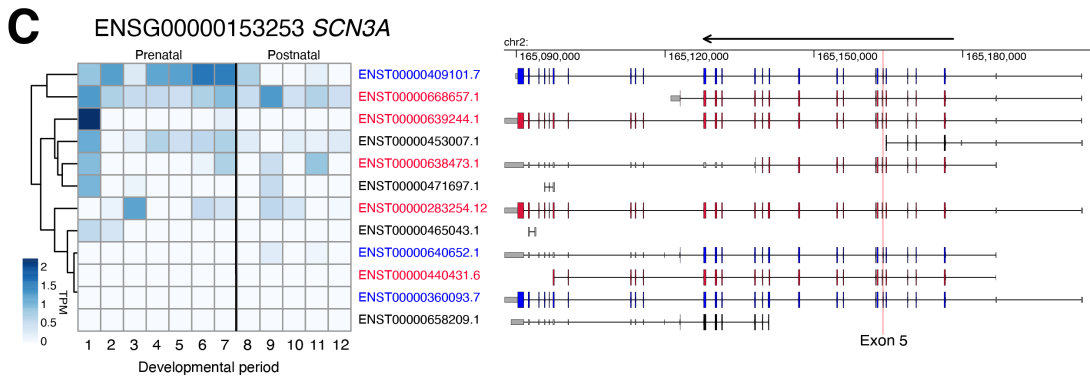 C
ENSG00000153253 SCN3A
Prenatal Postnatal
ENST00000409101.7
ENST00000668657.1
ENST00000639244.1
ENST00000453007.1
ENST00000638473.1
ENST00000471697.1
ENST00000283254.12
ENST00000465043.1
ENST00000640652.1
ENST00000440431.6
ENST00000360093.7
ENST00000658209.1
2
1.5
1
0.5
0
TPM
1 2 3 4 5 6 7 8 9 10 11 12
Developmental period
chr2:
165,090,000 165,120,000 165,150,000 165,180,000
Exon 5